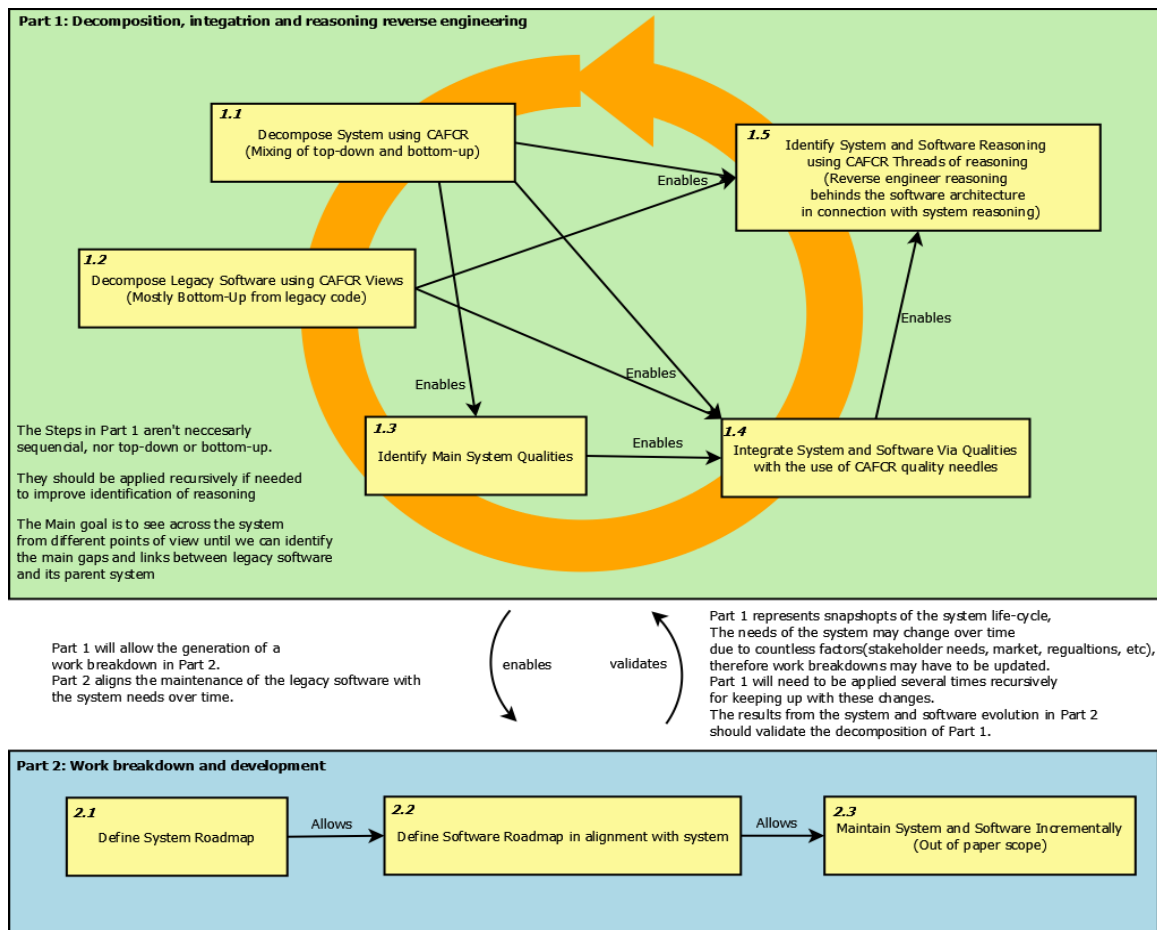 Part 1: Decomposition, integatrion and reasoning reverse engineering
1.1
Decompose System using CAFCR
(Mixing of top-down and bottom-up)
1.5
Identify System and Software Reasoning
using CAFCR Threads of reasoning
(Reverse engineer reasoning
behinds the software architecture
in connection with system reasoning)
Enables
1.2
Decompose Legacy Software using CAFCR Views
(Mostly Bottom-Up from legacy code)
Enables
Enables
Enables
1.3
Identify Main System Qualities
Enables
1.4
Integrate System and Software Via Qualities
with the use of CAFCR quality needles
The Steps in Part 1 aren't neccesarly
sequencial, nor top-down or bottom-up.
They should be applied recursively if needed
to improve identification of reasoning
The Main goal is to see across the system
from different points of view until we can identify
the main gaps and links between legacy software
and its parent system
Part 1 will allow the generation of a
work breakdown in Part 2.
Part 2 aligns the maintenance of the legacy software with
the system needs over time.
enables
validates
Part 1 represents snapshopts of the system life-cycle,
The needs of the system may change over time
due to countless factors(stakeholder needs, market, regualtions, etc),
therefore work breakdowns may have to be updated.
Part 1 will need to be applied several times recursively
for keeping up with these changes.
The results from the system and software evolution in Part 2
should validate the decomposition of Part 1.
Part 2: Work breakdown and development
2.1
Define System Roadmap
Allows
2.2
Define Software Roadmap in alignment with system
Allows
2.3
Maintain System and Software Incrementally
(Out of paper scope)